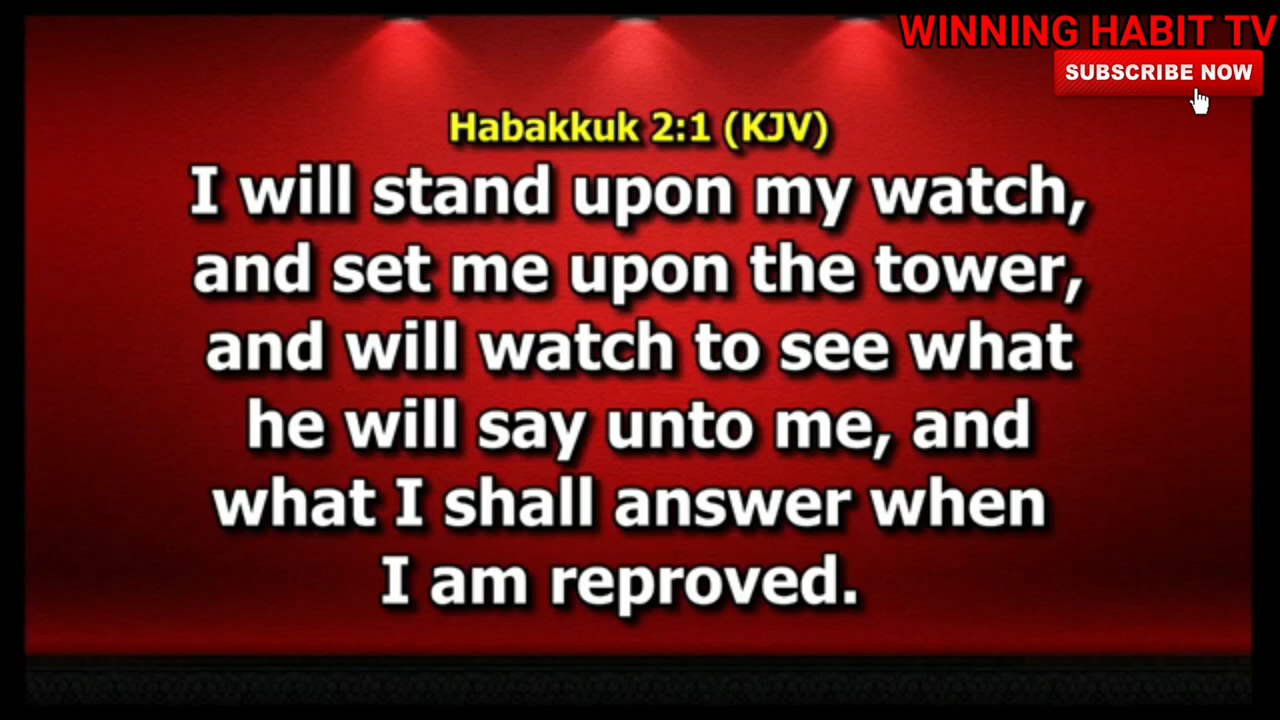 WINNING HABIT TV
SUBSCRIBE NOW
Habakkuk 2:1 (KJV)
I will stand upon my watch,
and set me upon the tower,
and will watch to see what
he will say unto me, and
what I shall answer when
I am reproved.